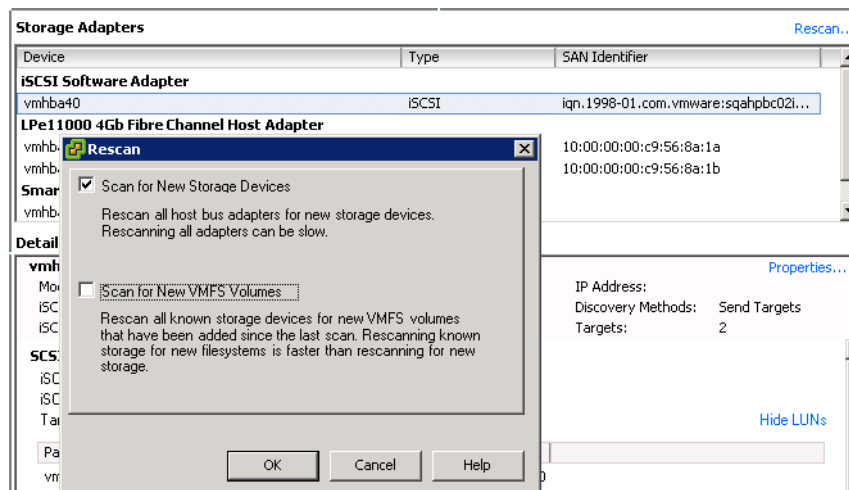 Storage Adapters
Rescan..
Device Type SAN Identifier
iSCSI Software Adapter
vmhba40 iSCSI iqn.1998-01.com.vmware:sqahpbc02i...
LPe11000 4Gb Fibre Channel Host Adapter
10:00:00:00:c9:56:8a:1a
10:00:00:00:c9:56:8a:1b
Rescan
Scan for New Storage Devices
Rescan all host bus adapters for new storage devices.
Rescanning all adapters can be slow.
Scan for New VMFS Volumes
Rescan all known storage devices for new VMFS volumes
that have been added since the last scan. Rescanning known
storage for new filesystems is faster than rescanning for new
storage.
OK Cancel Help
Properties...
IP Address:
Discovery Methods: Send Targets
Targets: 2
Hide LUNs